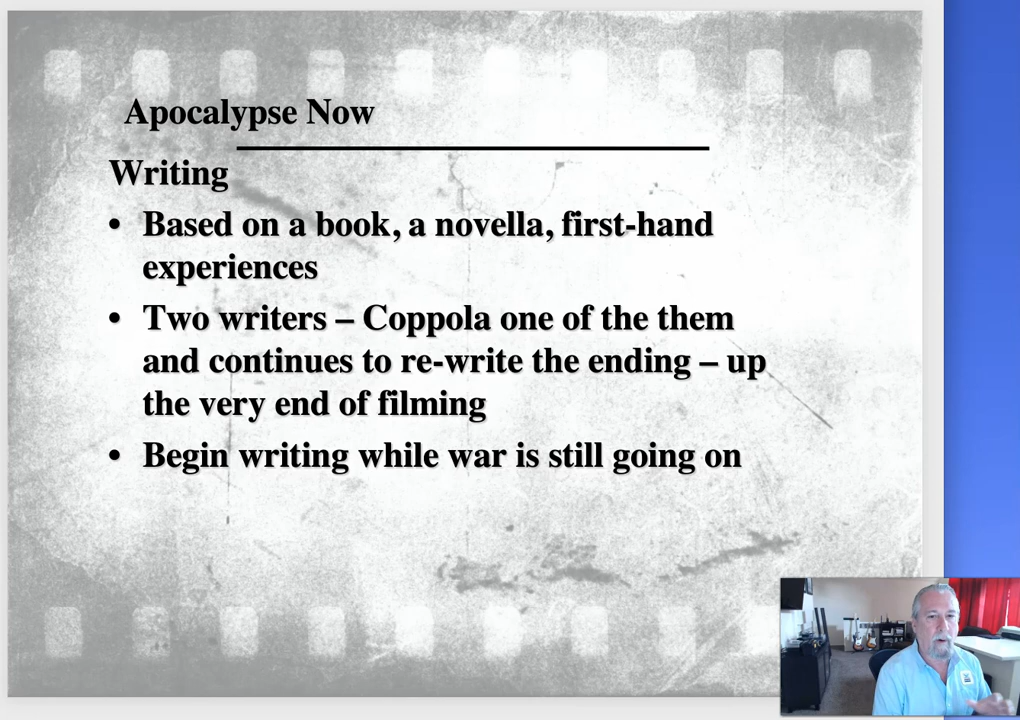 Apocalypse Now
Writing
• Based on a book, a novella, first-hand
experiences
• Two writers – Coppola one of the them
and continues to re-write the ending – up
the very end of filming
• Begin writing while war is still going on